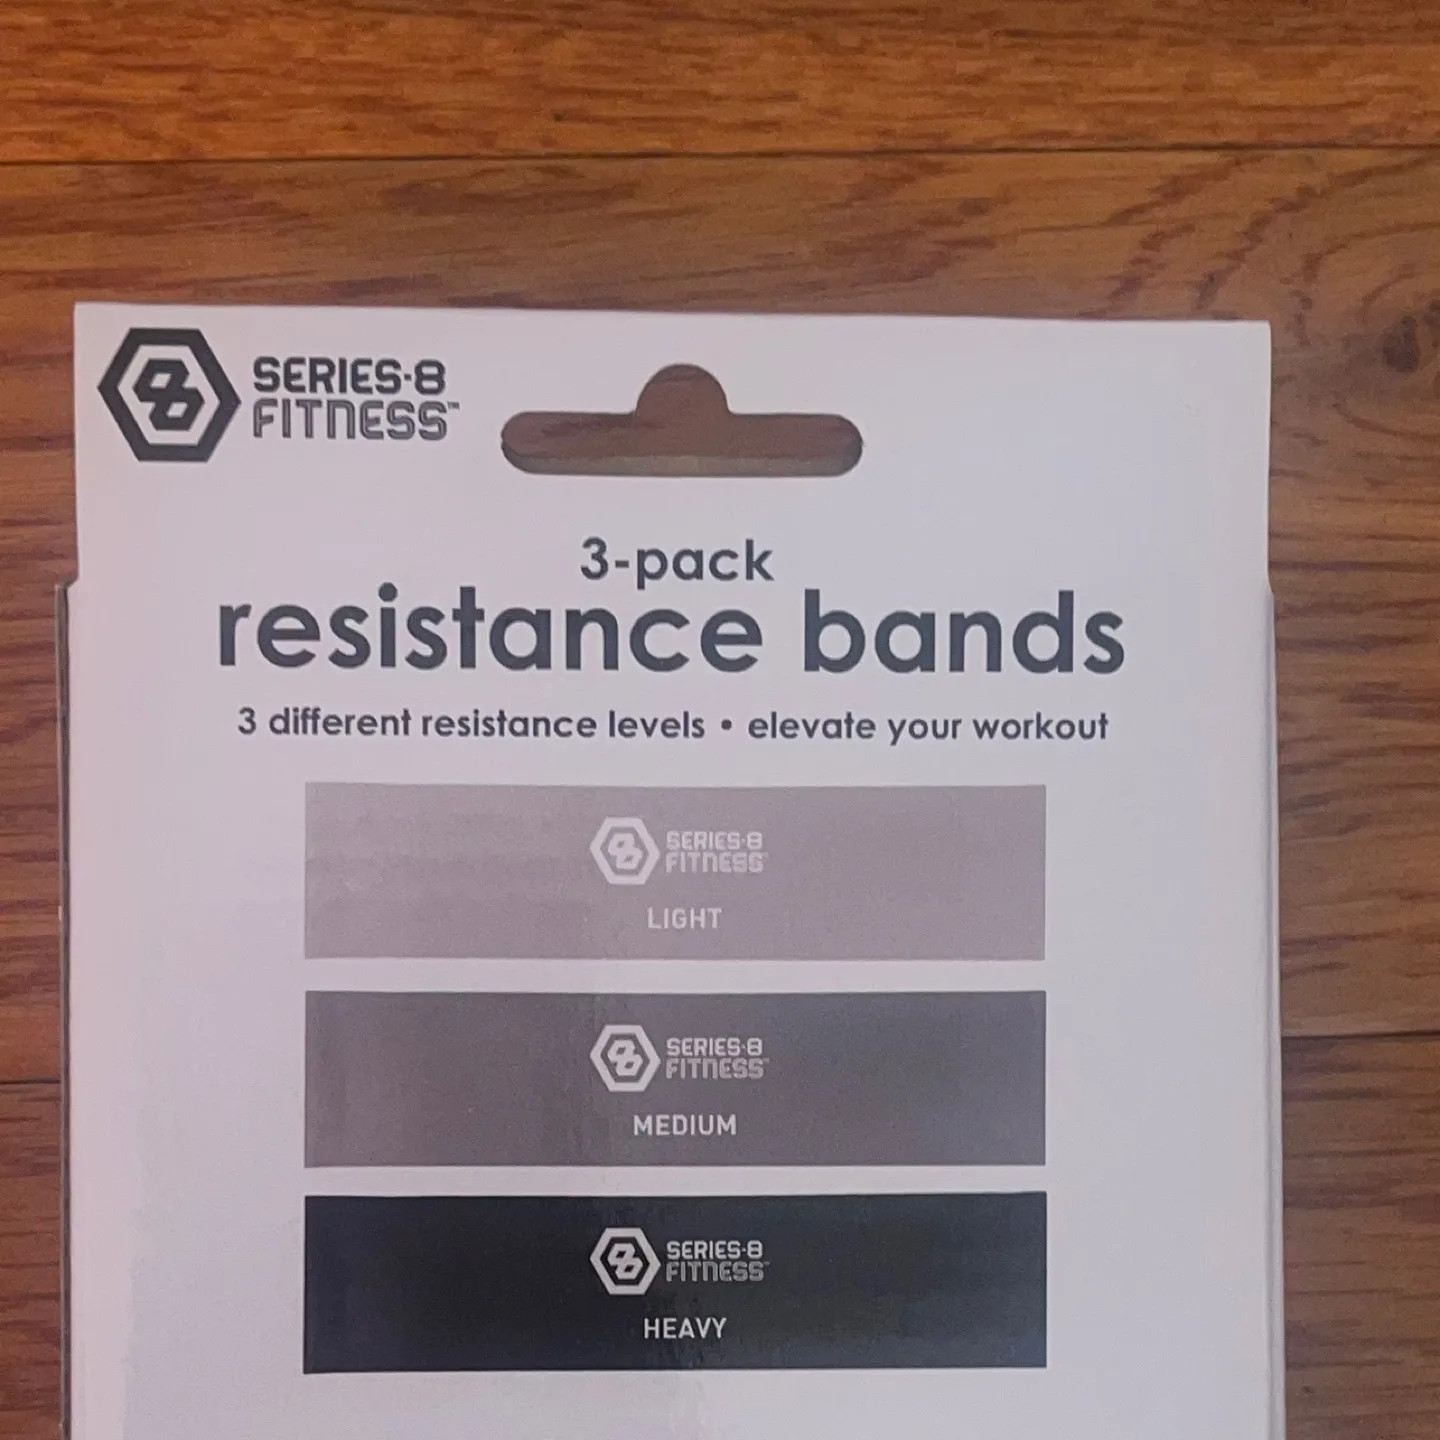 SERIES-8
FITNESS™
3-pack
resistance bands
3 different resistance levels • elevate your workout
SERIES-8
FITNESS™
LIGHT
SERIES-8
FITNESS™
MEDIUM
SERIES-8
FITNESS™
HEAVY